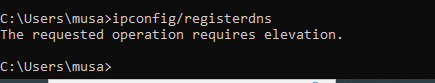 C:\Users\musa>ipconfig/registerdns
The requested operation requires elevation.
C:\Users\musa>